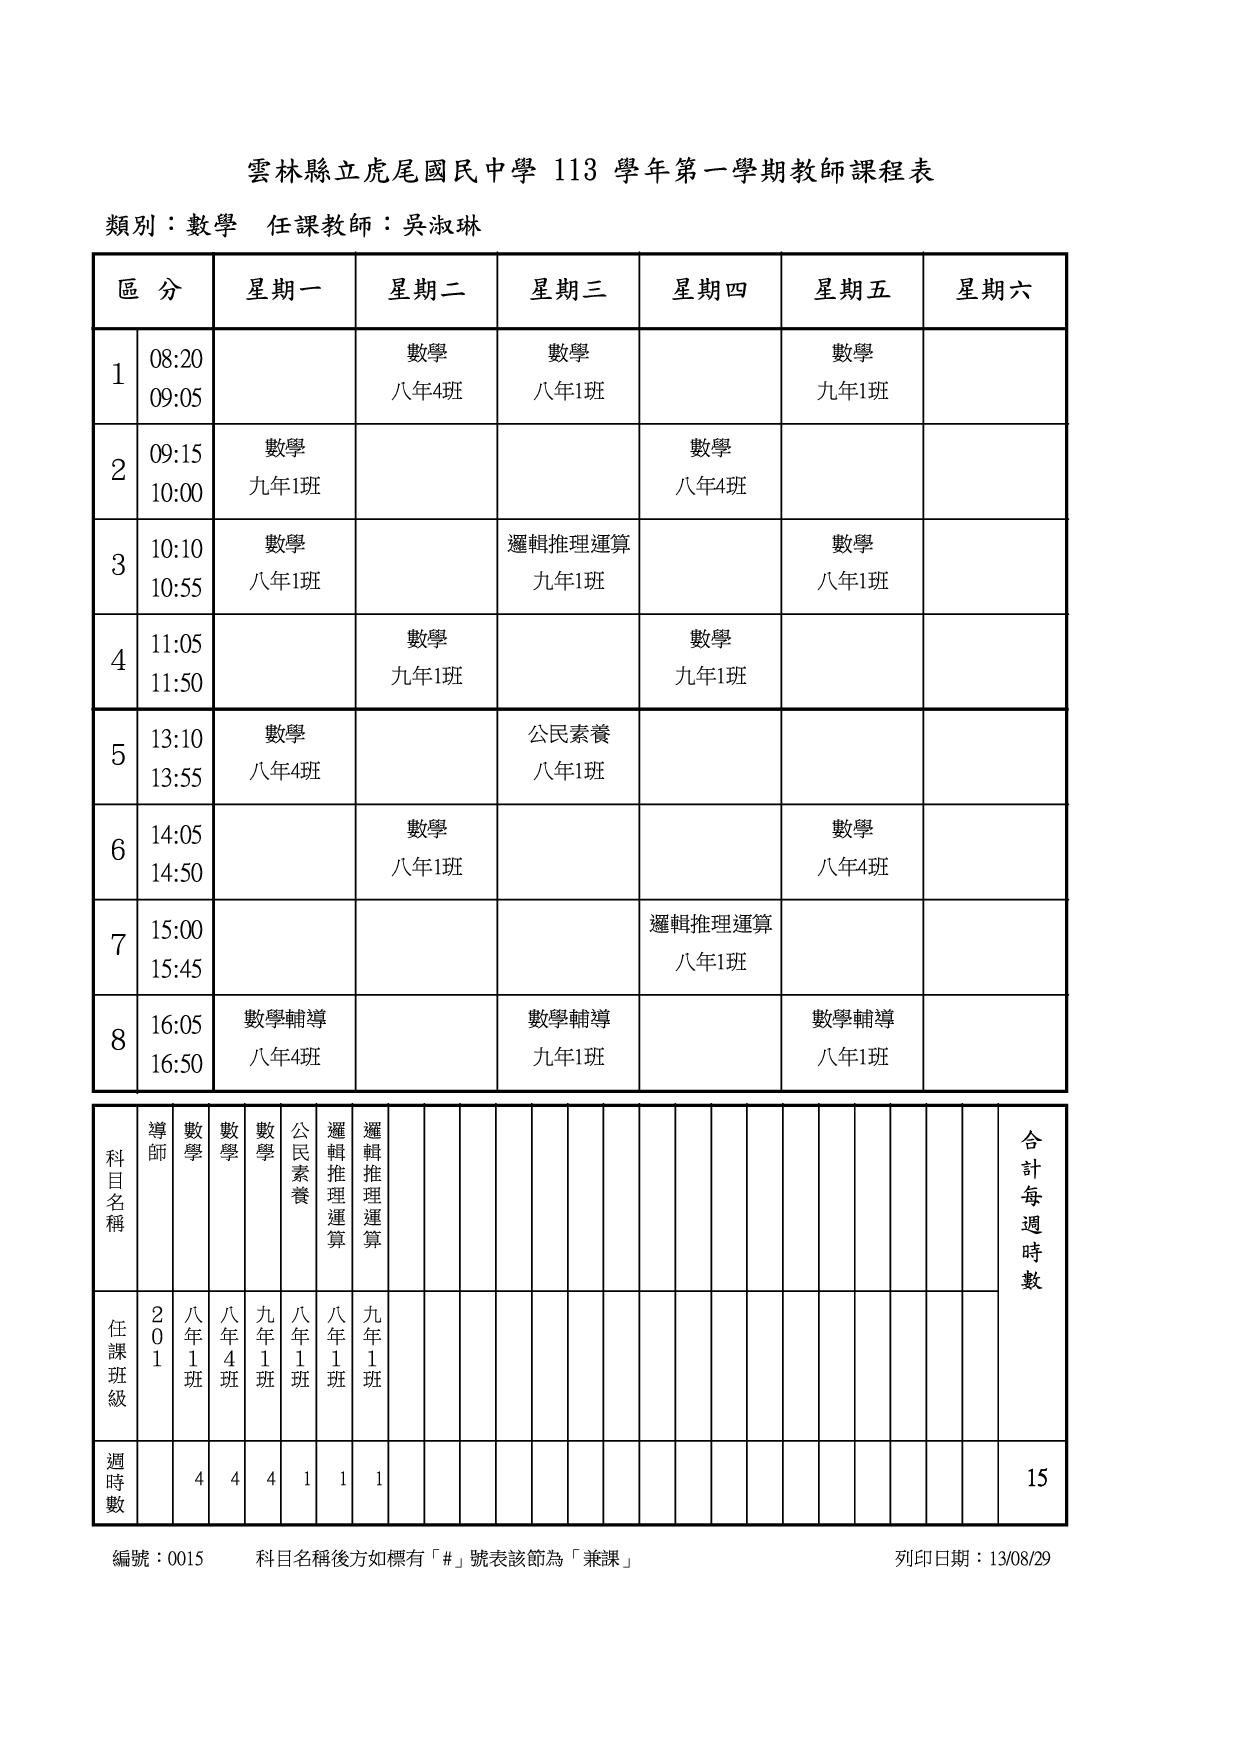 雲林縣立虎尾國民中學 113 學年第一學期教師課程表
類別：數學 任課教師：吳淑琳
區 分 星期一 星期二 星期三 星期四 星期五 星期六
1
08:20
09:05
數學
八年4班
數學
八年1班
數學
九年1班
2
09:15
10:00
數學
九年1班
數學
八年4班
3
10:10
10:55
數學
八年1班
邏輯推理運算
九年1班
數學
八年1班
4
11:05
11:50
數學
九年1班
數學
九年1班
5
13:10
13:55
數學
八年4班
公民素養
八年1班
6
14:05
14:50
數學
八年1班
數學
八年4班
7
15:00
15:45
邏輯推理運算
八年1班
8
16:05
16:50
數學輔導
八年4班
數學輔導
九年1班
數學輔導
八年1班
科目名稱
導師
數學
數學
數學
公民素養
邏輯推理運算
邏輯推理運算
合計每週時數
任課班級
201
八年1班
八年4班
九年1班
八年1班
八年1班
九年1班
週時數
4
4
4
1
1
1
15
編號：0015 科目名稱後方如標有「#」號表該節為「兼課」 列印日期：13/08/29